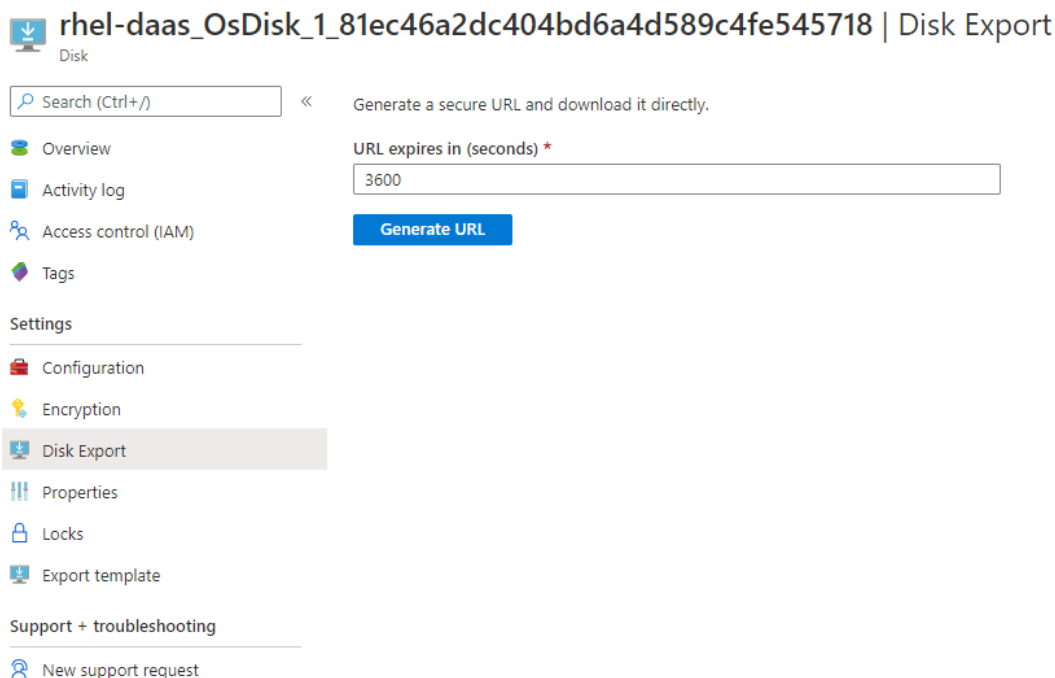 rhel-daas_OsDisk_1_81ec46a2dc404bd6a4d589c4fe545718 | Disk Export
Disk
Search (Ctrl+/)
«
Overview
Activity log
Access control (IAM)
Tags
Settings
Configuration
Encryption
Disk Export
Properties
Locks
Export template
Support + troubleshooting
New support request
Generate a secure URL and download it directly.
URL expires in (seconds) *
3600
Generate URL